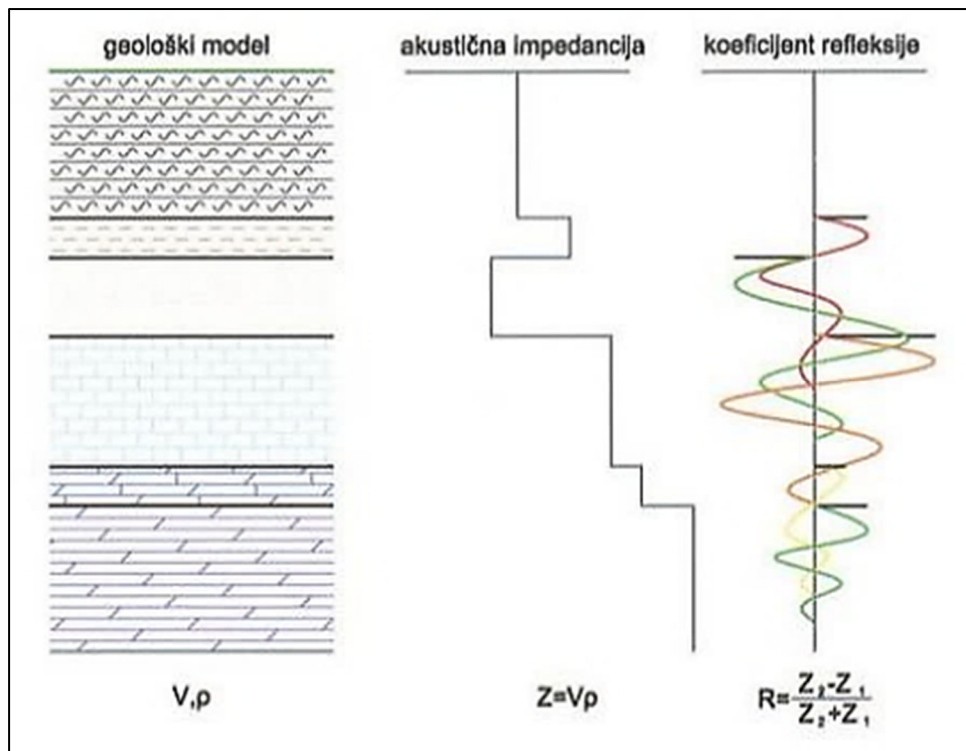 geološki model
akustična impedancija
koeficijent refleksije
V,ρ
Z=Vρ
R=Z₂-Z₁/Z₂+Z₁